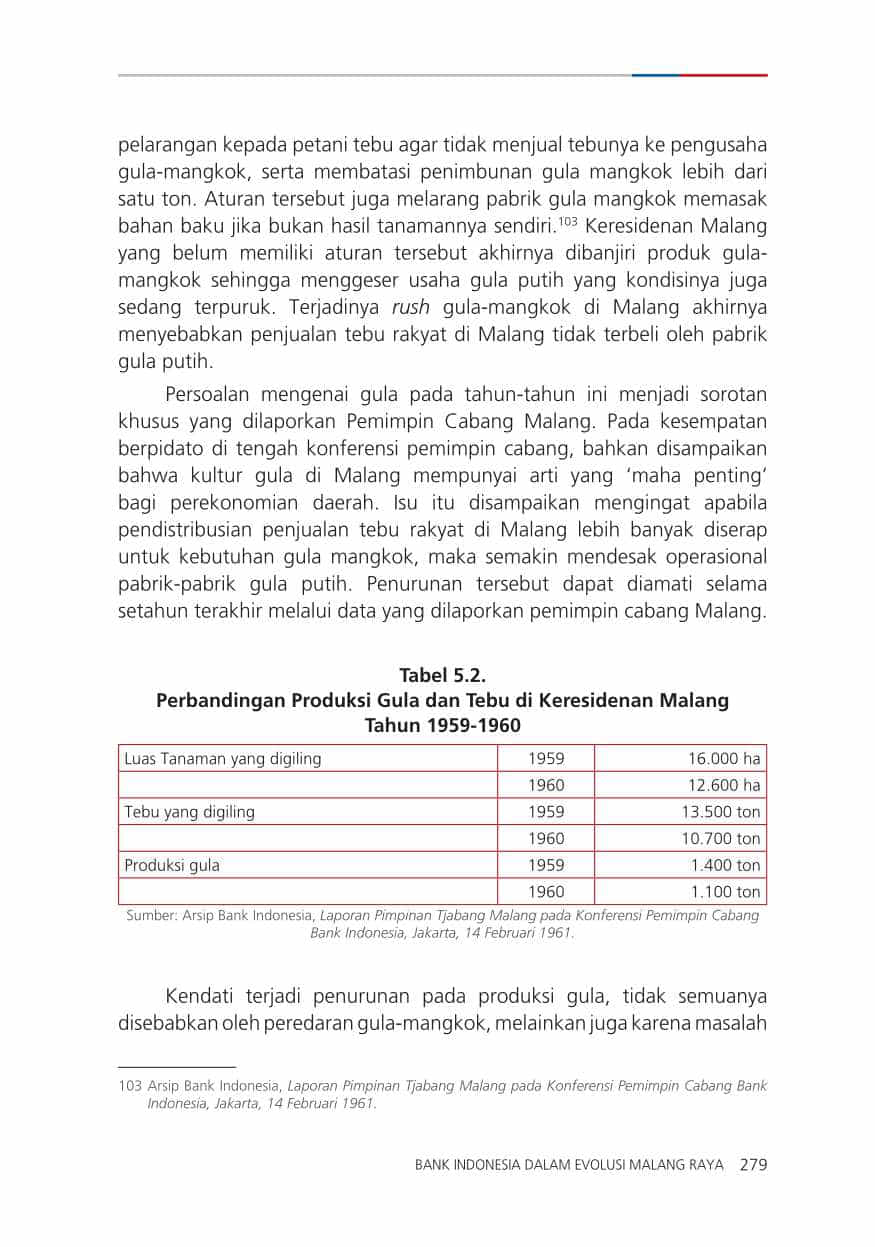 pelarangan kepada petani tebu agar tidak menjual tebunya ke pengusaha
gula-mangkok, serta membatasi penimbunan gula mangkok lebih dari
satu ton. Aturan tersebut juga melarang pabrik gula mangkok memasak
bahan baku jika bukan hasil tanamannya sendiri.103 Keresidenan Malang
yang belum memiliki aturan tersebut akhirnya dibanjiri produk gula-
mangkok sehingga menggeser usaha gula putih yang kondisinya juga
sedang terpuruk. Terjadinya rush gula-mangkok di Malang akhirnya
menyebabkan penjualan tebu rakyat di Malang tidak terbeli oleh pabrik
gula putih.
Persoalan mengenai gula pada tahun-tahun ini menjadi sorotan
khusus yang dilaporkan Pemimpin Cabang Malang. Pada kesempatan
berpidato di tengah konferensi pemimpin cabang, bahkan disampaikan
bahwa kultur gula di Malang mempunyai arti yang ‘maha penting’
bagi perekonomian daerah. Isu itu disampaikan mengingat apabila
pendistribusian penjualan tebu rakyat di Malang lebih banyak diserap
untuk kebutuhan gula mangkok, maka semakin mendesak operasional
pabrik-pabrik gula putih. Penurunan tersebut dapat diamati selama
setahun terakhir melalui data yang dilaporkan pemimpin cabang Malang.
Tabel 5.2.
Perbandingan Produksi Gula dan Tebu di Keresidenan Malang
Tahun 1959-1960
Luas Tanaman yang digiling 1959 16.000 ha
1960 12.600 ha
Tebu yang digiling 1959 13.500 ton
1960 10.700 ton
Produksi gula 1959 1.400 ton
1960 1.100 ton
Sumber: Arsip Bank Indonesia, Laporan Pimpinan Tjabang Malang pada Konferensi Pemimpin Cabang
Bank Indonesia, Jakarta, 14 Februari 1961.
Kendati terjadi penurunan pada produksi gula, tidak semuanya
disebabkan oleh peredaran gula-mangkok, melainkan juga karena masalah
103 Arsip Bank Indonesia, Laporan Pimpinan Tjabang Malang pada Konferensi Pemimpin Cabang Bank
Indonesia, Jakarta, 14 Februari 1961.
BANK INDONESIA DALAM EVOLUSI MALANG RAYA 279